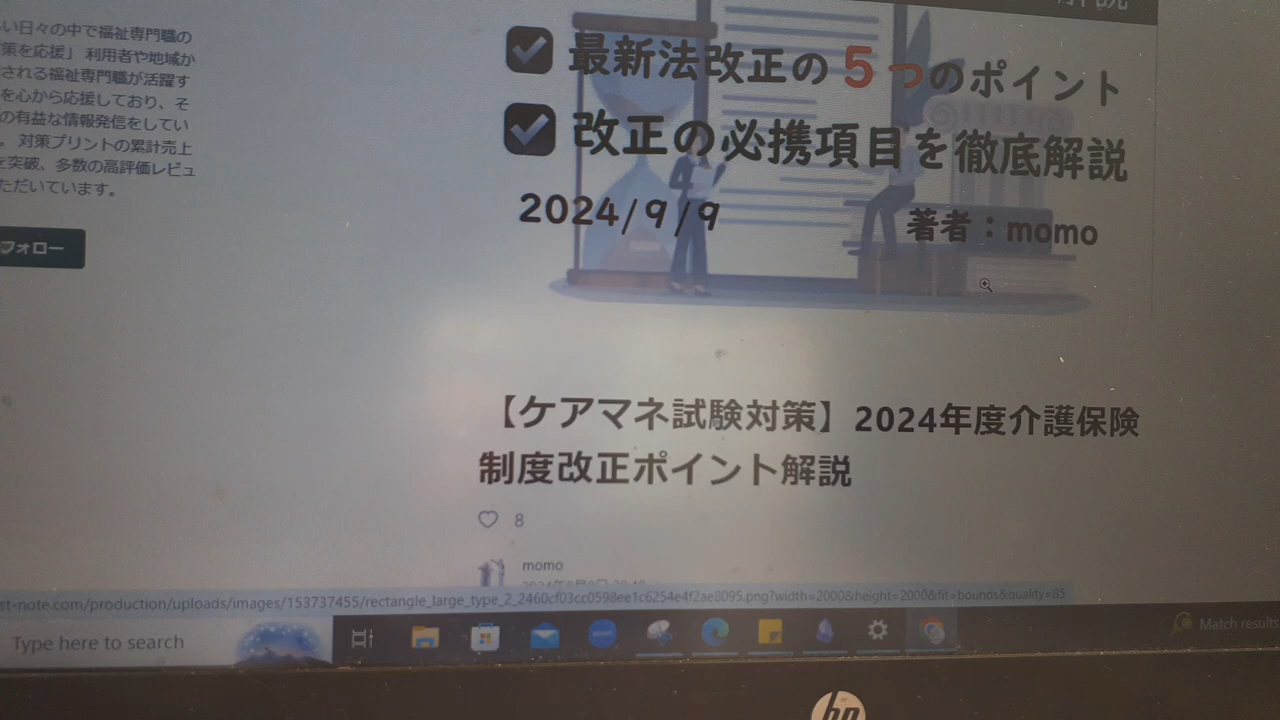 い日々の中で福祉専門職の
策を応援」 利用者や地域か
される福祉専門職が活躍す
を心から応援しており、そ
の有益な情報発信をしてい
。対策プリントの累計売上
を突破、多数の高評価レビュ
ただいています。
フォロー
解説
最新法改正の5つのポイント
改正の必携項目を徹底解説
2024/9/9
著者：momo
【ケアマネ試験対策】2024年度介護保険
制度改正ポイント解説
8
momo
st-note.com/production/uploads/images/153737455/rectangle_large_type_2_2460cf03cc0598ee1c6254e4f2ae8095.png?width=2000&height=2000&fit=bounds&quality=85
Type here to search
Match results
hp